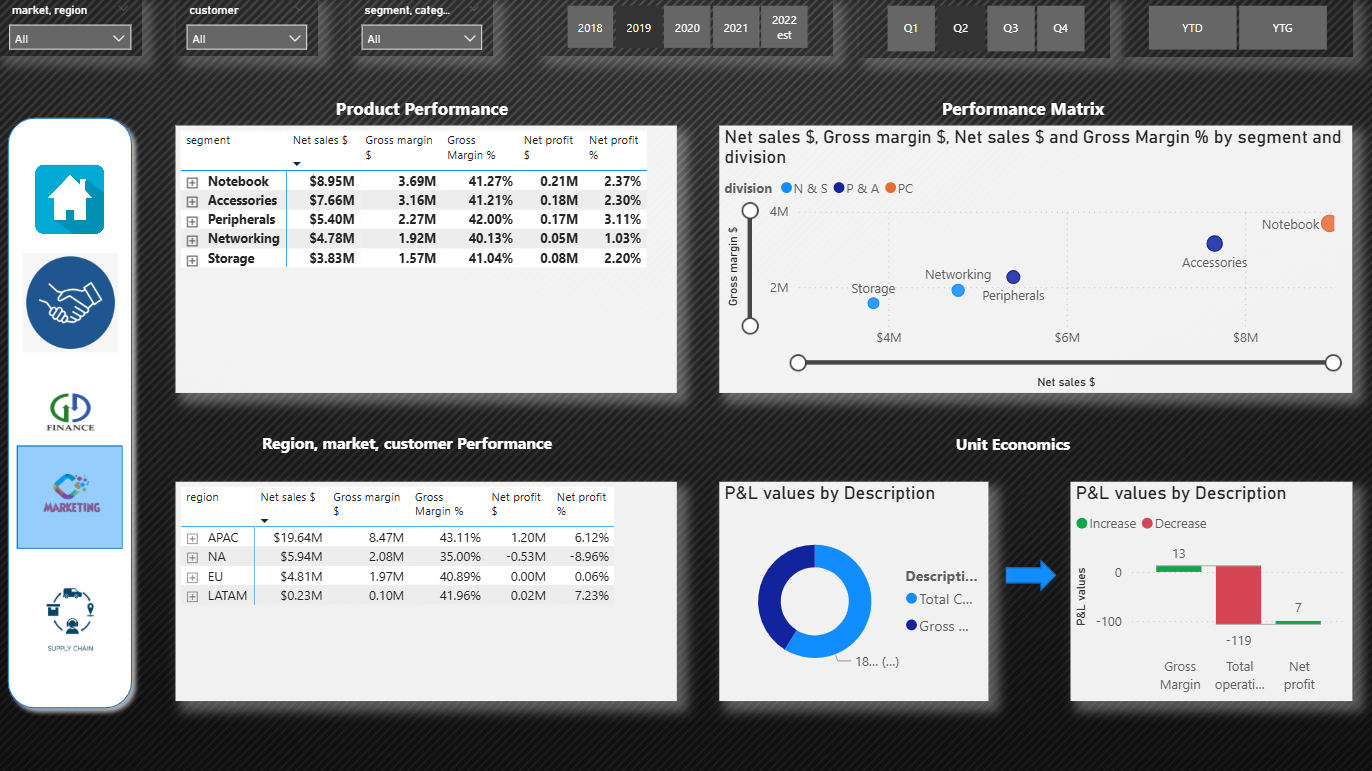 market, region
customer
segment, categ...
All
All
All
2018
2019
2020
2021
2022
est
Q1
Q2
Q3
Q4
YTD
YTG
FINANCE
MARKETING
SUPPLY CHAIN
Product Performance
segment Net sales $ Gross margin $ Gross Margin % Net profit $ Net profit %
Notebook $8.95M 3.69M 41.27% 0.21M 2.37%
Accessories $7.66M 3.16M 41.21% 0.18M 2.30%
Peripherals $5.40M 2.27M 42.00% 0.17M 3.11%
Networking $4.78M 1.92M 40.13% 0.05M 1.03%
Storage $3.83M 1.57M 41.04% 0.08M 2.20%
Performance Matrix
Net sales $, Gross margin $, Net sales $ and Gross Margin % by segment and
division
division N & S P & A PC
Gross margin $
4M
2M
Notebook
Accessories
Networking
Peripherals
Storage
$4M
$6M
$8M
Net sales $
Region, market, customer Performance
region Net sales $ Gross margin $ Gross Margin % Net profit $ Net profit %
APAC $19.64M 8.47M 43.11% 1.20M 6.12%
NA $5.94M 2.08M 35.00% -0.53M -8.96%
EU $4.81M 1.97M 40.89% 0.00M 0.06%
LATAM $0.23M 0.10M 41.96% 0.02M 7.23%
Unit Economics
P&L values by Description
Descripti...
Total C...
Gross ...
18... (...)
P&L values by Description
Increase Decrease
P&L values
0
-100
13
-119
7
Gross
Margin
Total
operati...
Net
profit